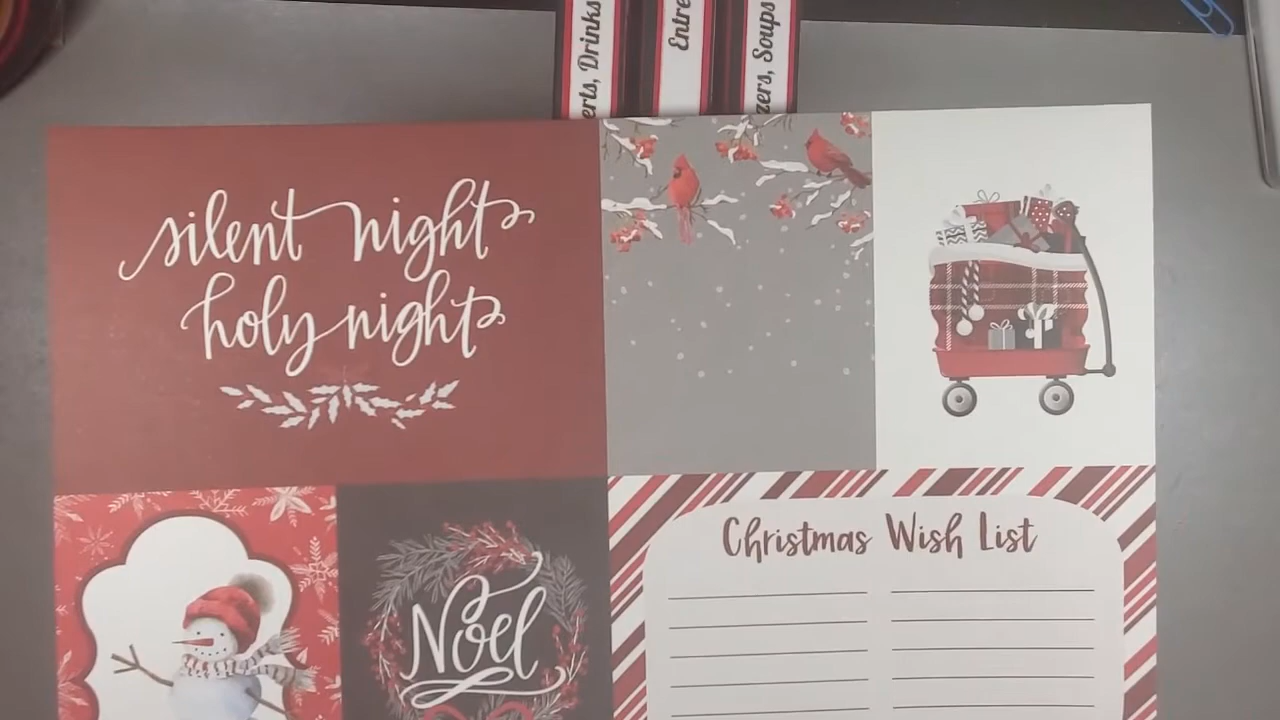 erts, Drinks
Entre
zers, Soups
silent night
holy night
Noel
Christmas Wish List